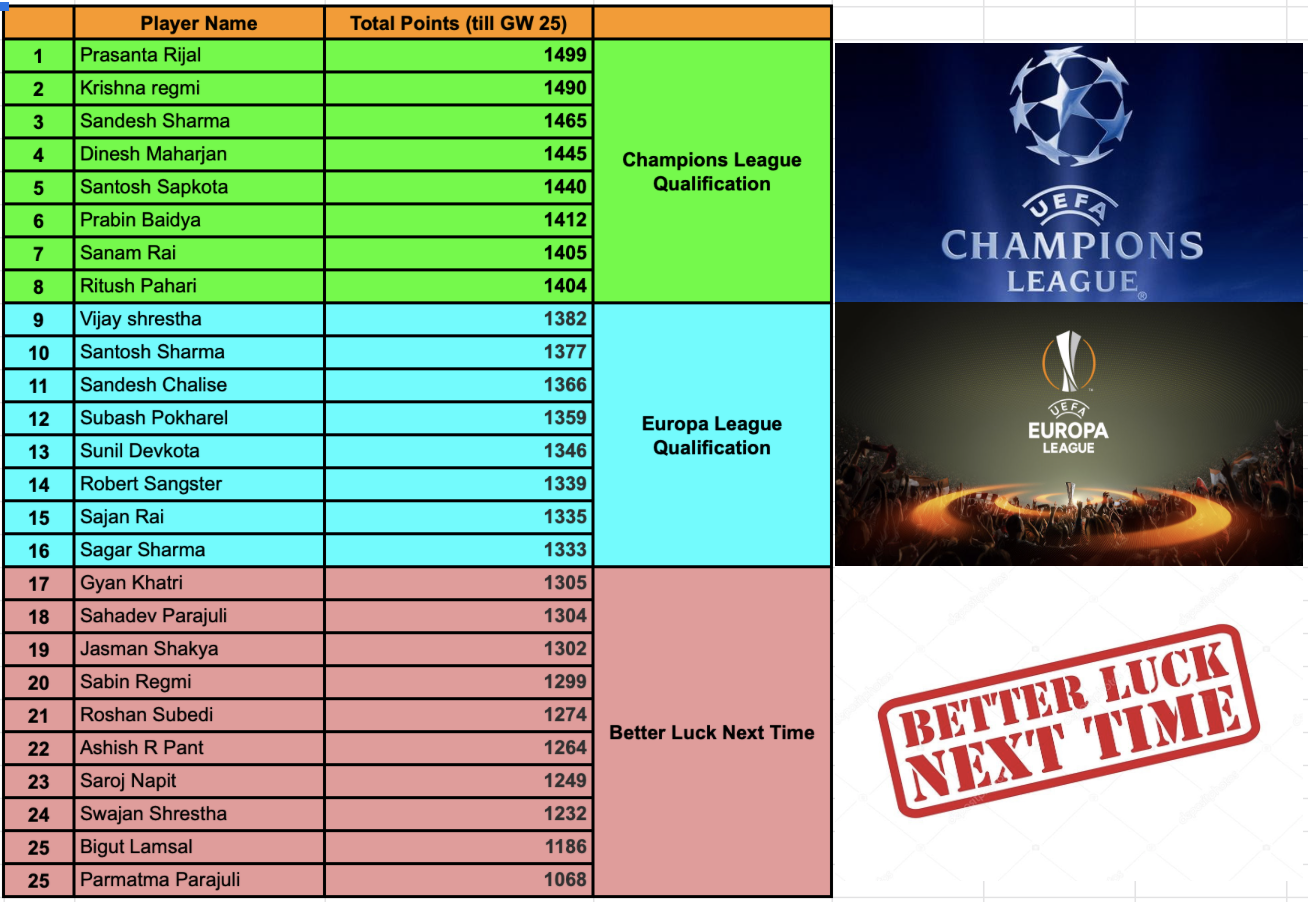 Player Name Total Points (till GW 25)
1 Prasanta Rijal 1499
2 Krishna regmi 1490
3 Sandesh Sharma 1465
4 Dinesh Maharjan 1445
5 Santosh Sapkota 1440
6 Prabin Baidya 1412
7 Sanam Rai 1405
8 Ritush Pahari 1404
Champions League
Qualification
9 Vijay shrestha 1382
10 Santosh Sharma 1377
11 Sandesh Chalise 1366
12 Subash Pokharel 1359
13 Sunil Devkota 1346
14 Robert Sangster 1339
15 Sajan Rai 1335
16 Sagar Sharma 1333
Europa League
Qualification
17 Gyan Khatri 1305
18 Sahadev Parajuli 1304
19 Jasman Shakya 1302
20 Sabin Regmi 1299
21 Roshan Subedi 1274
22 Ashish R Pant 1264
23 Saroj Napit 1249
24 Swajan Shrestha 1232
25 Bigut Lamsal 1186
25 Parmatma Parajuli 1068
Better Luck Next Time
UEFA
CHAMPIONS
LEAGUE®
UEFA
EUROPA
LEAGUE
BETTER LUCK
NEXT TIME